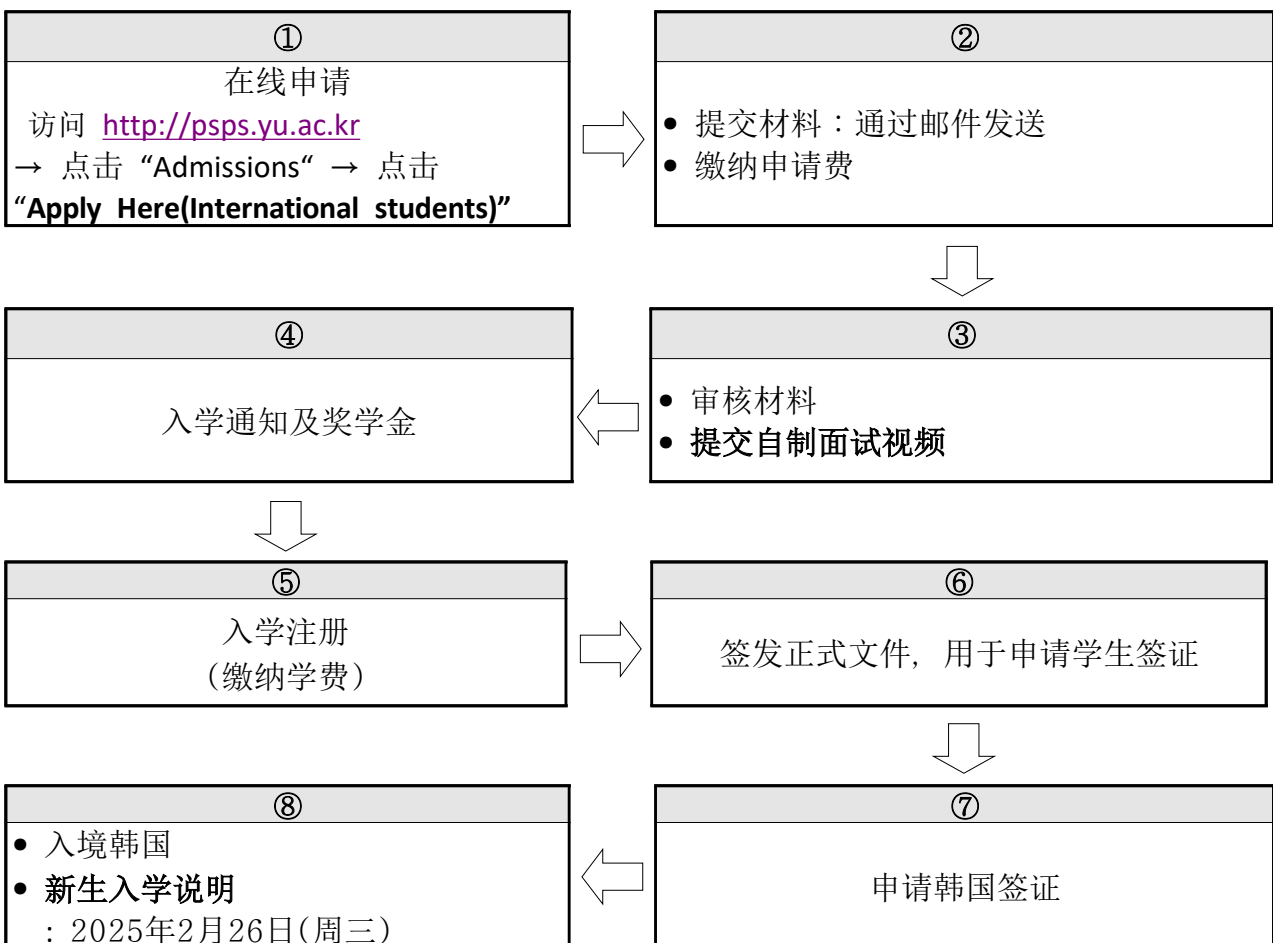 ①
在线申请
访问 http://psps.yu.ac.kr
→ 点击 “Admissions“ → 点击
“Apply Here(International students)”
②
• 提交材料：通过邮件发送
• 缴纳申请费
③
• 审核材料
• 提交自制面试视频
④
入学通知及奖学金
⑤
入学注册
(缴纳学费)
⑥
签发正式文件, 用于申请学生签证
⑦
申请韩国签证
⑧
• 入境韩国
• 新生入学说明
: 2025年2月26日(周三)